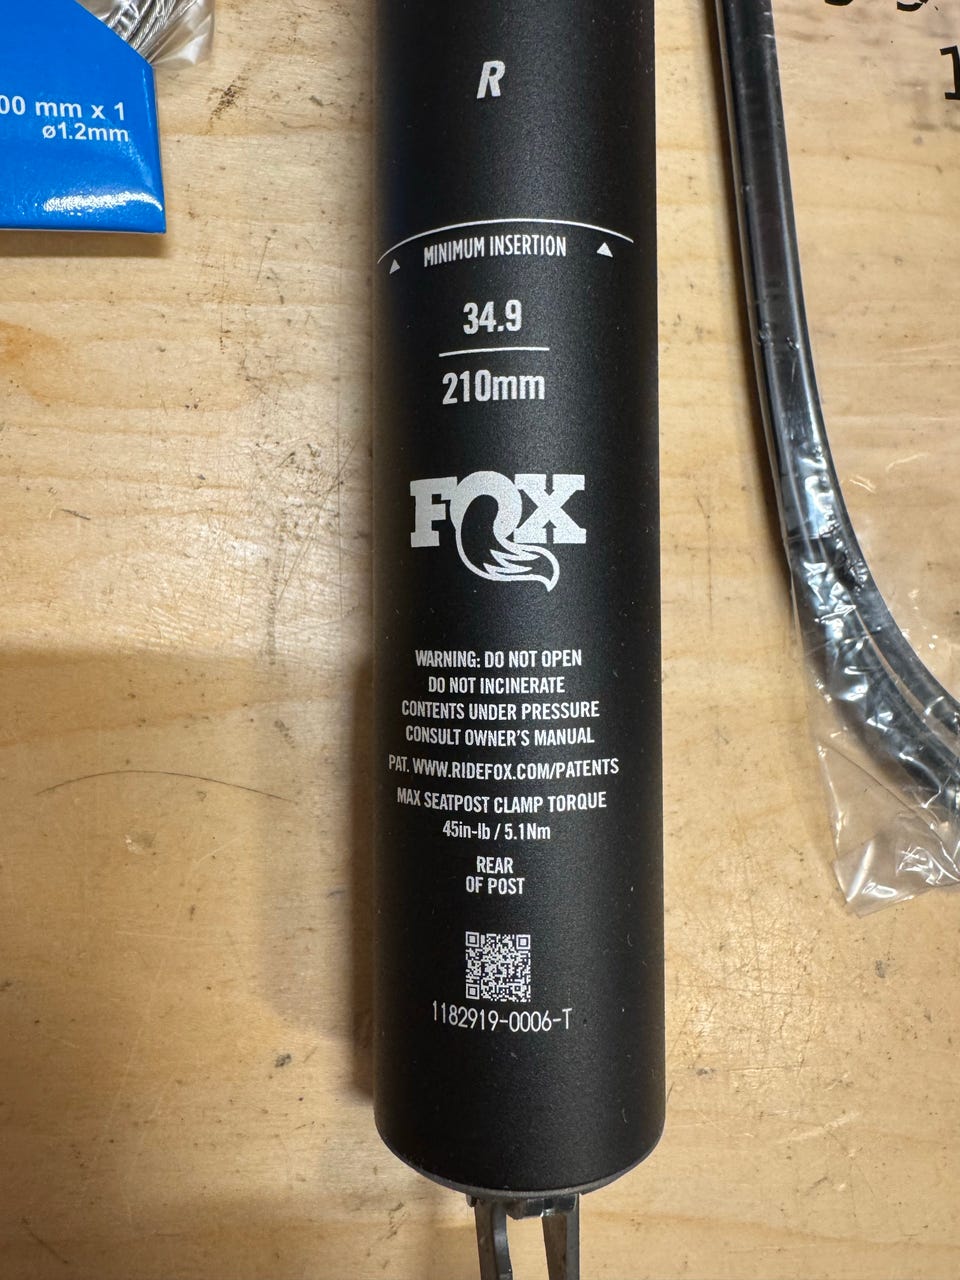 00 mm x 1
ø1.2mm
R
MINIMUM INSERTION
34.9
210mm
FOX
WARNING: DO NOT OPEN
DO NOT INCINERATE
CONTENTS UNDER PRESSURE
CONSULT OWNER'S MANUAL
PAT. WWW.RIDEFOX.COM/PATENTS
MAX SEATPOST CLAMP TORQUE
45in-lb / 5.1Nm
REAR
OF POST
1182919-0006-T